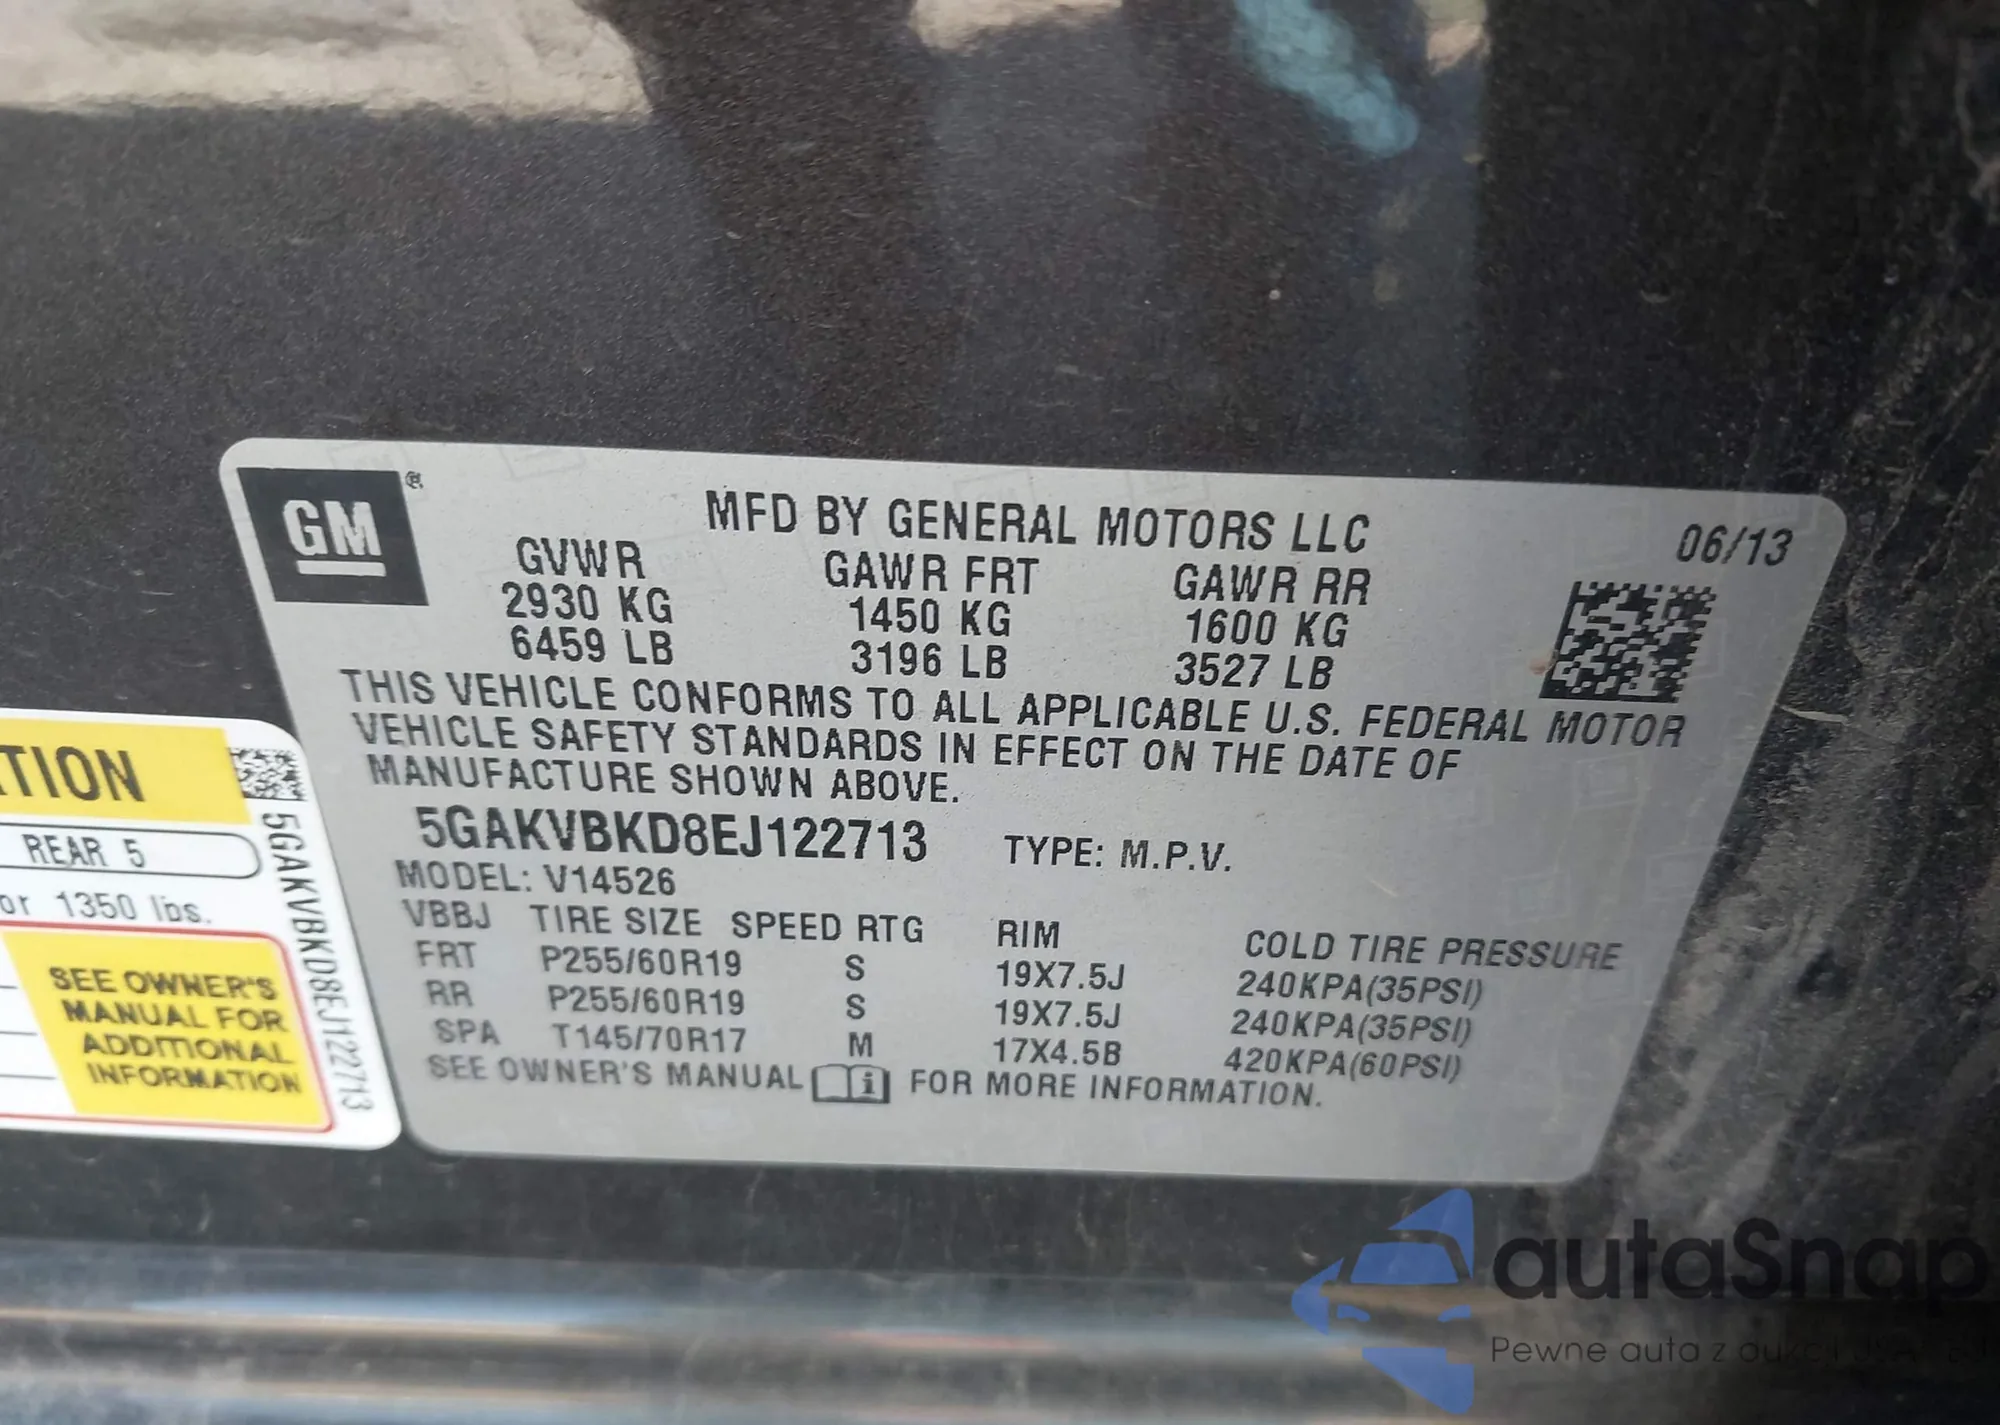 GM
MFD BY GENERAL MOTORS LLC
06/13
GVWR GAWR FRT GAWR RR
2930 KG 1450 KG 1600 KG
6459 LB 3196 LB 3527 LB
THIS VEHICLE CONFORMS TO ALL APPLICABLE U.S. FEDERAL MOTOR
VEHICLE SAFETY STANDARDS IN EFFECT ON THE DATE OF
MANUFACTURE SHOWN ABOVE.
5GAKVBKD8EJ122713 TYPE: M.P.V.
MODEL: V14526
VBBJ TIRE SIZE SPEED RTG RIM COLD TIRE PRESSURE
FRT P255/60R19 S 19X7.5J 240KPA(35PSI)
RR P255/60R19 S 19X7.5J 240KPA(35PSI)
SPA T145/70R17 M 17X4.5B 420KPA(60PSI)
SEE OWNER'S MANUAL i FOR MORE INFORMATION.
TION
REAR 5
or 1350 lbs.
SEE OWNER'S
MANUAL FOR
ADDITIONAL
INFORMATION
5GAKVBKD8EJ122713
autaSnap
Pewne auta z aukcji